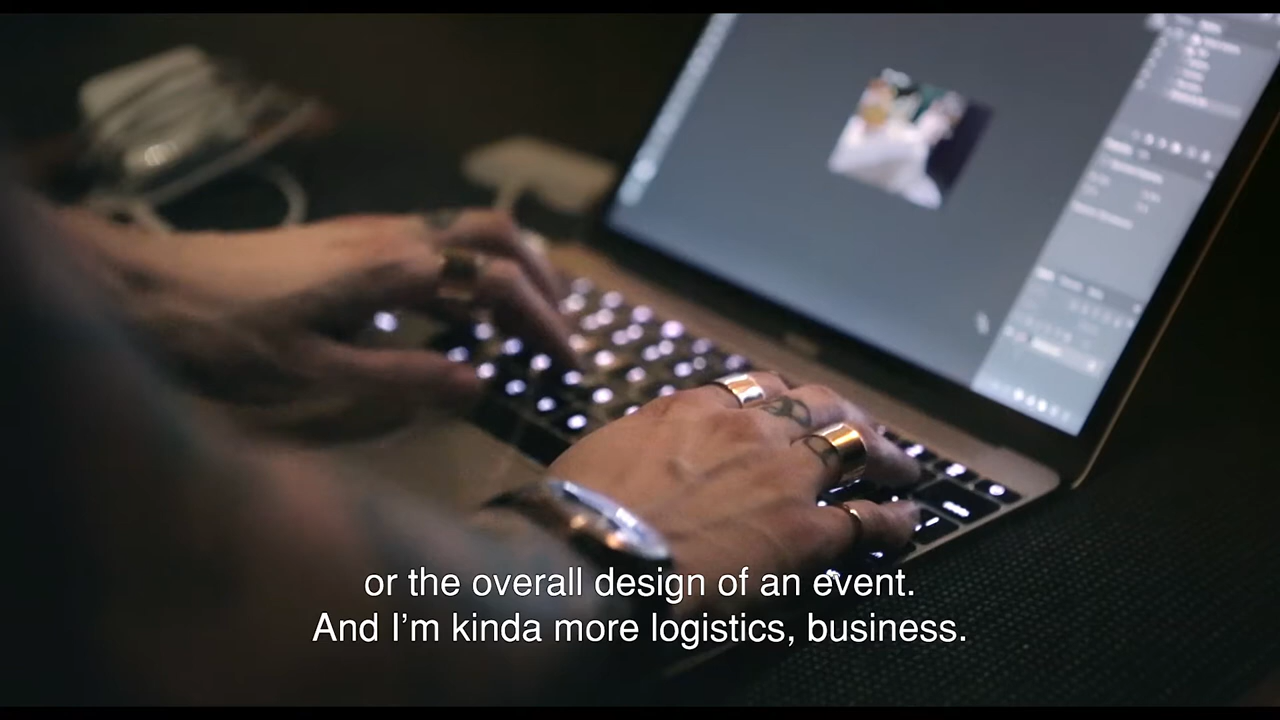 or the overall design of an event.
And I'm kinda more logistics, business.